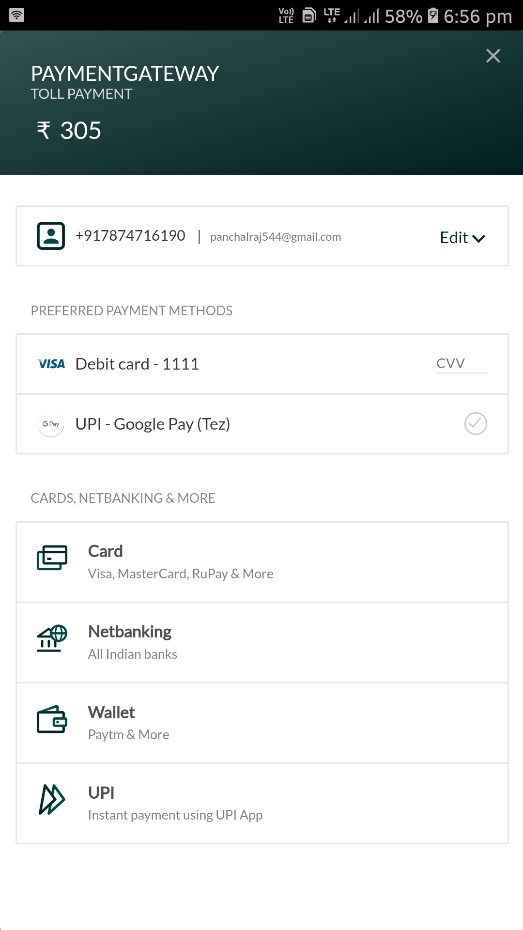 Vo)) LTE LTE 58% 6:56 pm
PAYMENTGATEWAY
TOLL PAYMENT
₹ 305
+917874716190 | panchalraj544@gmail.com Edit
PREFERRED PAYMENT METHODS
VISA Debit card - 1111 CVV
G Pay UPI - Google Pay (Tez)
CARDS, NETBANKING & MORE
Card
Visa, MasterCard, RuPay & More
Netbanking
All Indian banks
Wallet
Paytm & More
UPI
Instant payment using UPI App